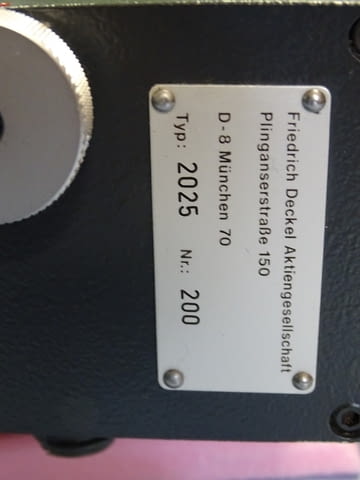 Friedrich Deckel Aktiengesellschaft
Plinganserstraße 150
D-8 München 70
Typ: 2025 Nr.: 200